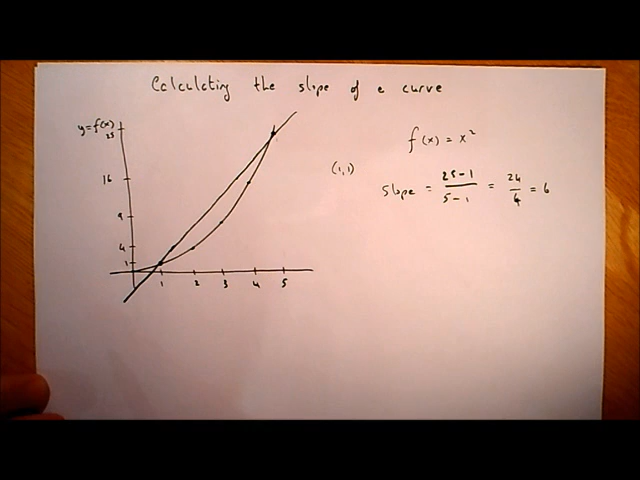 Calculating the slope of a curve
y=f(x)
25
16
9
4
1
1 2 3 4 5
f(x) = x²
(1,1)
slope = 25-1 / 5-1 = 24 / 4 = 6